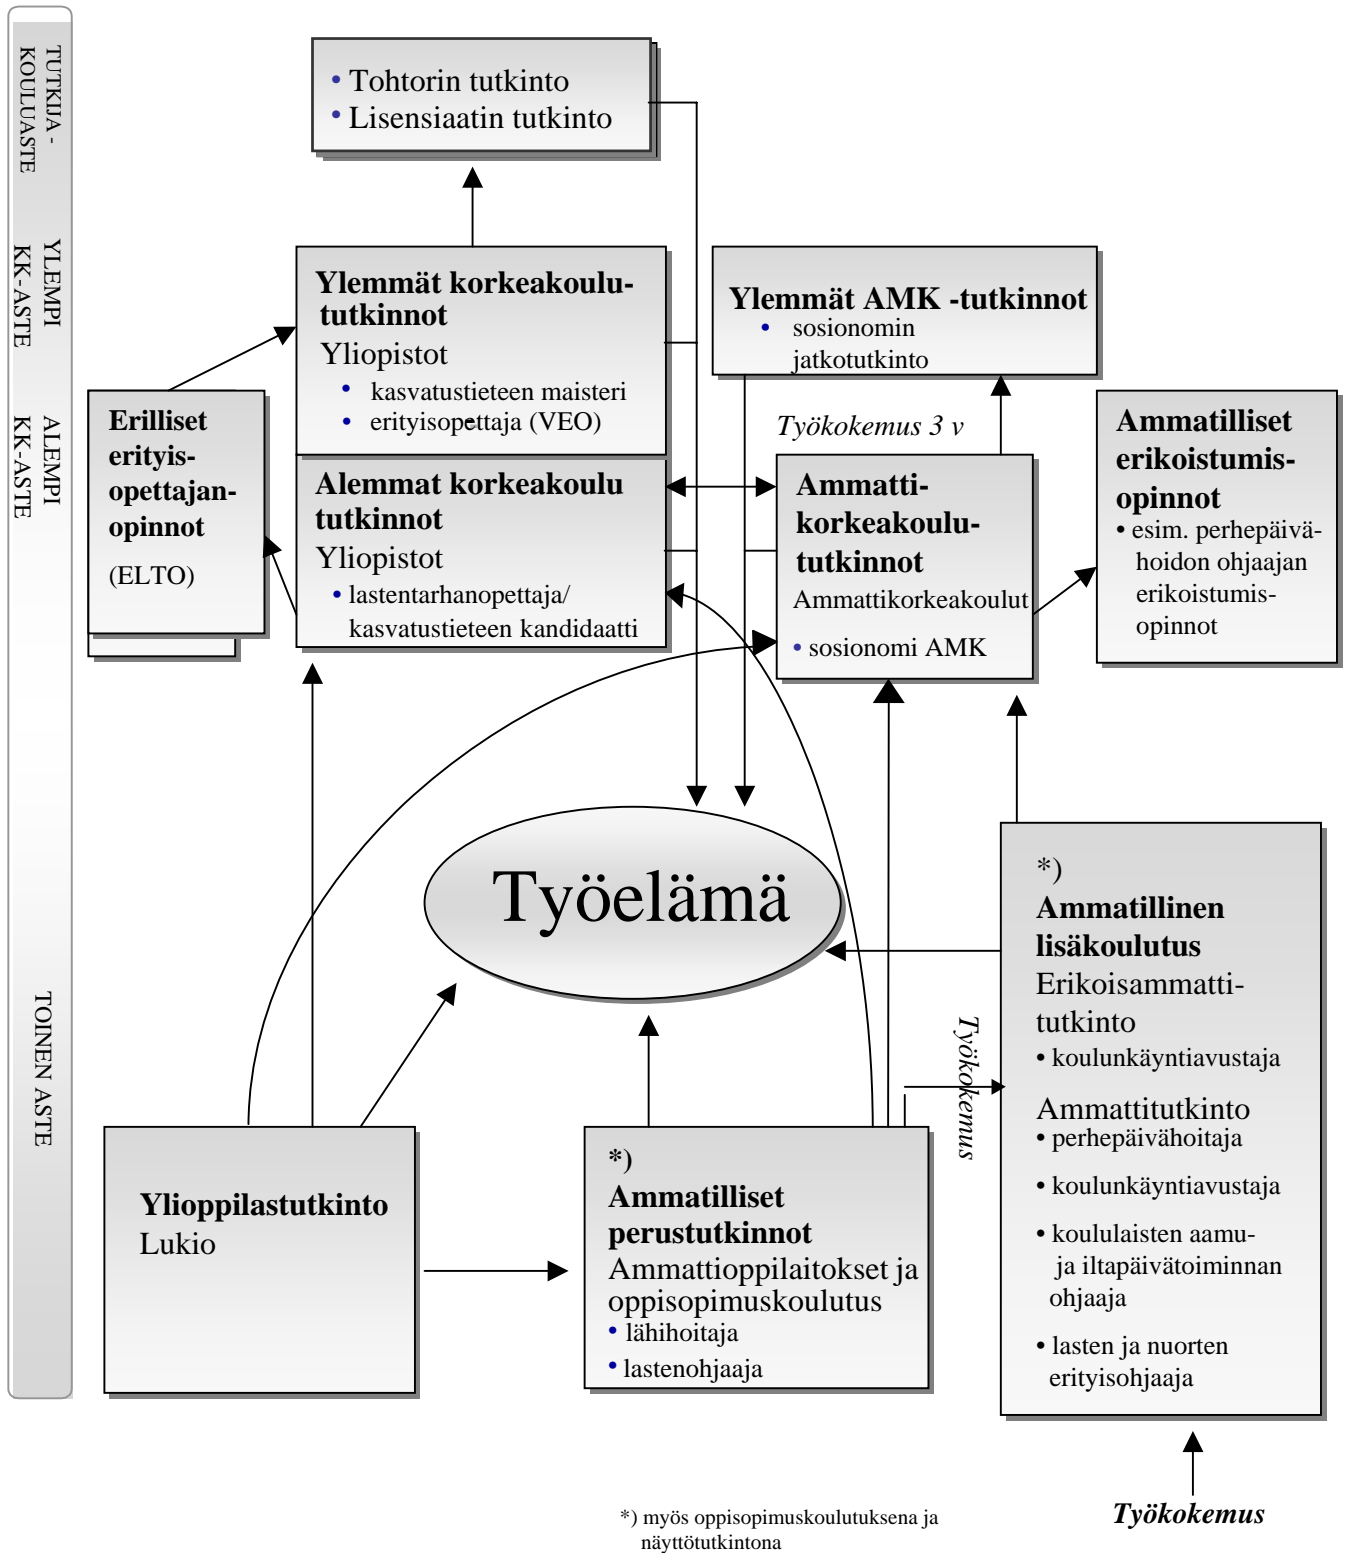 TUTKIJA -
KOULUASTE
YLEMPI
KK-ASTE
ALEMPI
KK-ASTE
TOINEN ASTE
• Tohtorin tutkinto
• Lisensiaatin tutkinto
Ylemmät korkeakoulu-
tutkinnot
Yliopistot
• kasvatustieteen maisteri
• erityisopettaja (VEO)
Ylemmät AMK -tutkinnot
• sosionomin
jatkotutkinto
Erilliset
erityis-
opettajan-
opinnot
(ELTO)
Alemmat korkeakoulu
tutkinnot
Yliopistot
• lastentarhanopettaja/
kasvatustieteen kandidaatti
Työkokemus 3 v
Ammatti-
korkeakoulu-
tutkinnot
Ammattikorkeakoulut
• sosionomi AMK
Ammatilliset
erikoistumis-
opinnot
• esim. perhepäivä-
hoidon ohjaajan
erikoistumis-
opinnot
Työelämä
Ylioppilastutkinto
Lukio
*)
Ammatilliset
perustutkinnot
Ammattioppilaitokset ja
oppisopimuskoulutus
• lähihoitaja
• lastenohjaaja
Työkokemus
*)
Ammatillinen
lisäkoulutus
Erikoisammatti-
tutkinto
• koulunkäyntiavustaja
Ammattitutkinto
• perhepäivähoitaja
• koulunkäyntiavustaja
• koululaisten aamu-
ja iltapäivätoiminnan
ohjaaja
• lasten ja nuorten
erityisohjaaja
Työkokemus
*) myös oppisopimuskoulutuksena ja
näyttötutkintona